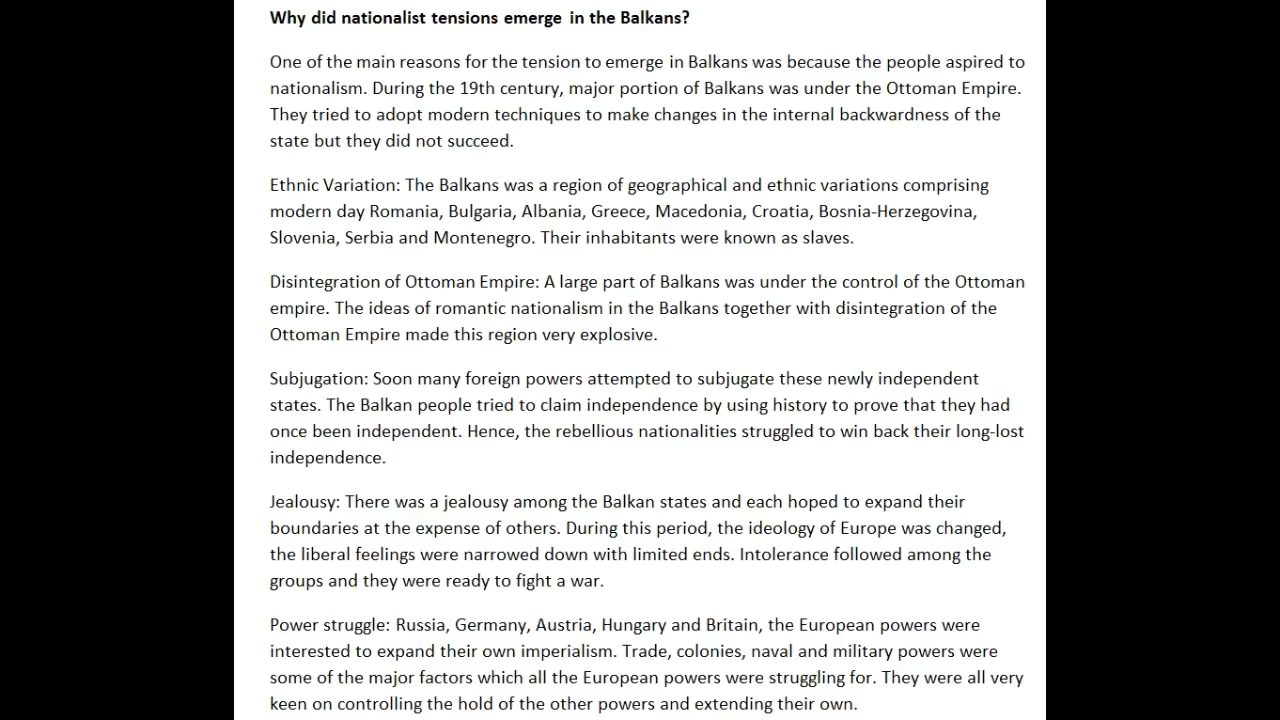 Why did nationalist tensions emerge in the Balkans?
One of the main reasons for the tension to emerge in Balkans was because the people aspired to
nationalism. During the 19th century, major portion of Balkans was under the Ottoman Empire.
They tried to adopt modern techniques to make changes in the internal backwardness of the
state but they did not succeed.
Ethnic Variation: The Balkans was a region of geographical and ethnic variations comprising
modern day Romania, Bulgaria, Albania, Greece, Macedonia, Croatia, Bosnia-Herzegovina,
Slovenia, Serbia and Montenegro. Their inhabitants were known as slaves.
Disintegration of Ottoman Empire: A large part of Balkans was under the control of the Ottoman
empire. The ideas of romantic nationalism in the Balkans together with disintegration of the
Ottoman Empire made this region very explosive.
Subjugation: Soon many foreign powers attempted to subjugate these newly independent
states. The Balkan people tried to claim independence by using history to prove that they had
once been independent. Hence, the rebellious nationalities struggled to win back their long-lost
independence.
Jealousy: There was a jealousy among the Balkan states and each hoped to expand their
boundaries at the expense of others. During this period, the ideology of Europe was changed,
the liberal feelings were narrowed down with limited ends. Intolerance followed among the
groups and they were ready to fight a war.
Power struggle: Russia, Germany, Austria, Hungary and Britain, the European powers were
interested to expand their own imperialism. Trade, colonies, naval and military powers were
some of the major factors which all the European powers were struggling for. They were all very
keen on controlling the hold of the other powers and extending their own.